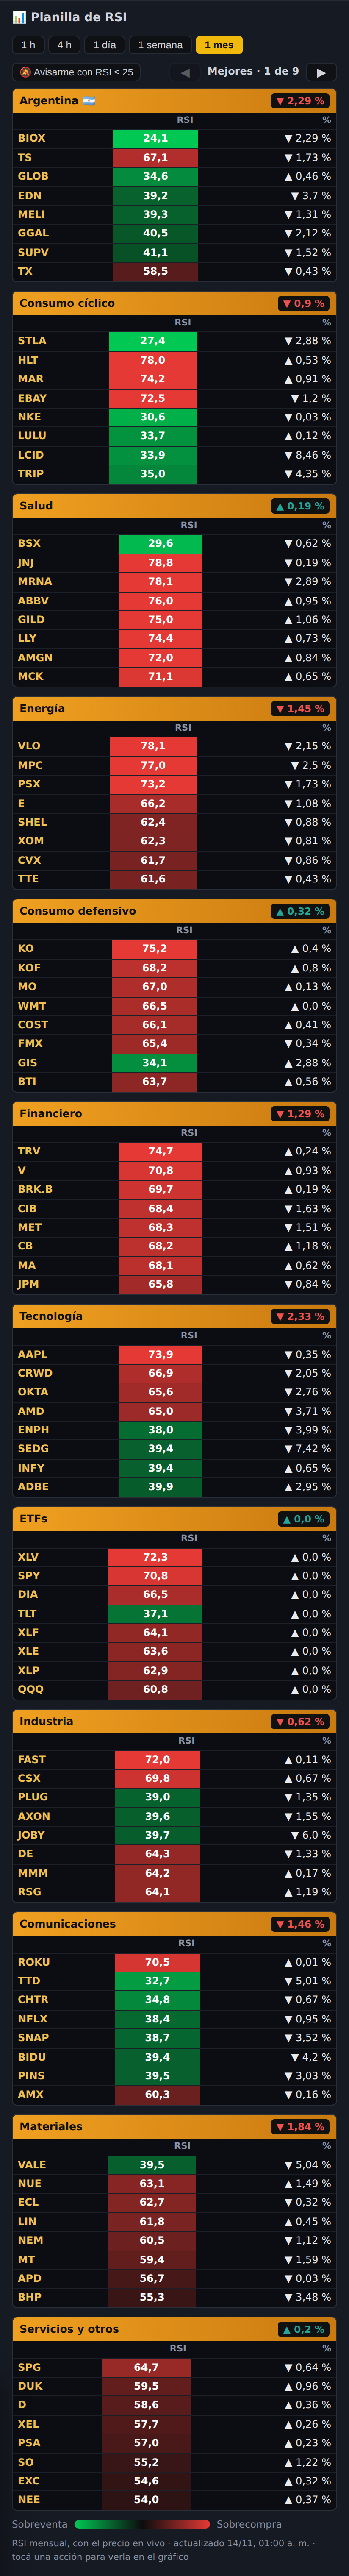 📊 Planilla de RSI
1 h 4 h 1 día 1 semana 1 mes
🔕 Avisarme con RSI ≤ 25 ◀ Mejores · 1 de 9 ▶
Argentina 🇦🇷 ▼ 2,29 %
RSI %
BIOX 24,1 ▼ 2,29 %
TS 67,1 ▼ 1,73 %
GLOB 34,6 ▲ 0,46 %
EDN 39,2 ▼ 3,7 %
MELI 39,3 ▼ 1,31 %
GGAL 40,5 ▼ 2,12 %
SUPV 41,1 ▼ 1,52 %
TX 58,5 ▼ 0,43 %
Consumo cíclico ▼ 0,9 %
RSI %
STLA 27,4 ▼ 2,88 %
HLT 78,0 ▲ 0,53 %
MAR 74,2 ▲ 0,91 %
EBAY 72,5 ▼ 1,2 %
NKE 30,6 ▼ 0,03 %
LULU 33,7 ▲ 0,12 %
LCID 33,9 ▼ 8,46 %
TRIP 35,0 ▼ 4,35 %
Salud ▲ 0,19 %
RSI %
BSX 29,6 ▼ 0,62 %
JNJ 78,8 ▼ 0,19 %
MRNA 78,1 ▼ 2,89 %
ABBV 76,0 ▲ 0,95 %
GILD 75,0 ▲ 1,06 %
LLY 74,4 ▲ 0,73 %
AMGN 72,0 ▲ 0,84 %
MCK 71,1 ▲ 0,65 %
Energía ▼ 1,45 %
RSI %
VLO 78,1 ▼ 2,15 %
MPC 77,0 ▼ 2,5 %
PSX 73,2 ▼ 1,73 %
E 66,2 ▼ 1,08 %
SHEL 62,4 ▼ 0,88 %
XOM 62,3 ▼ 0,81 %
CVX 61,7 ▼ 0,86 %
TTE 61,6 ▼ 0,43 %
Consumo defensivo ▲ 0,32 %
RSI %
KO 75,2 ▲ 0,4 %
KOF 68,2 ▲ 0,8 %
MO 67,0 ▲ 0,13 %
WMT 66,5 ▲ 0,0 %
COST 66,1 ▲ 0,41 %
FMX 65,4 ▼ 0,34 %
GIS 34,1 ▲ 2,88 %
BTI 63,7 ▲ 0,56 %
Financiero ▼ 1,29 %
RSI %
TRV 74,7 ▲ 0,24 %
V 70,8 ▲ 0,93 %
BRK.B 69,7 ▲ 0,19 %
CIB 68,4 ▼ 1,63 %
MET 68,3 ▼ 1,51 %
CB 68,2 ▲ 1,18 %
MA 68,1 ▲ 0,62 %
JPM 65,8 ▼ 0,84 %
Tecnología ▼ 2,33 %
RSI %
AAPL 73,9 ▼ 0,35 %
CRWD 66,9 ▼ 2,05 %
OKTA 65,6 ▼ 2,76 %
AMD 65,0 ▼ 3,71 %
ENPH 38,0 ▼ 3,99 %
SEDG 39,4 ▼ 7,42 %
INFY 39,4 ▲ 0,65 %
ADBE 39,9 ▲ 2,95 %
ETFs ▲ 0,0 %
RSI %
XLV 72,3 ▲ 0,0 %
SPY 70,8 ▲ 0,0 %
DIA 66,5 ▲ 0,0 %
TLT 37,1 ▲ 0,0 %
XLF 64,1 ▲ 0,0 %
XLE 63,6 ▲ 0,0 %
XLP 62,9 ▲ 0,0 %
QQQ 60,8 ▲ 0,0 %
Industria ▼ 0,62 %
RSI %
FAST 72,0 ▲ 0,11 %
CSX 69,8 ▲ 0,67 %
PLUG 39,0 ▼ 1,35 %
AXON 39,6 ▼ 1,55 %
JOBY 39,7 ▼ 6,0 %
DE 64,3 ▼ 1,33 %
MMM 64,2 ▲ 0,17 %
RSG 64,1 ▲ 1,19 %
Comunicaciones ▼ 1,46 %
RSI %
ROKU 70,5 ▲ 0,01 %
TTD 32,7 ▼ 5,01 %
CHTR 34,8 ▼ 0,67 %
NFLX 38,4 ▼ 0,95 %
SNAP 38,7 ▼ 3,52 %
BIDU 39,4 ▼ 4,2 %
PINS 39,5 ▼ 3,03 %
AMX 60,3 ▼ 0,16 %
Materiales ▼ 1,84 %
RSI %
VALE 39,5 ▼ 5,04 %
NUE 63,1 ▲ 1,49 %
ECL 62,7 ▼ 0,32 %
LIN 61,8 ▲ 0,45 %
NEM 60,5 ▼ 1,12 %
MT 59,4 ▼ 1,59 %
APD 56,7 ▼ 0,03 %
BHP 55,3 ▼ 3,48 %
Servicios y otros ▲ 0,2 %
RSI %
SPG 64,7 ▼ 0,64 %
DUK 59,5 ▲ 0,96 %
D 58,6 ▲ 0,36 %
XEL 57,7 ▲ 0,26 %
PSA 57,0 ▲ 0,23 %
SO 55,2 ▲ 1,22 %
EXC 54,6 ▲ 0,32 %
NEE 54,0 ▲ 0,37 %
Sobreventa Sobrecompra
RSI mensual, con el precio en vivo · actualizado 14/11, 01:00 a. m. ·
tocá una acción para verla en el gráfico